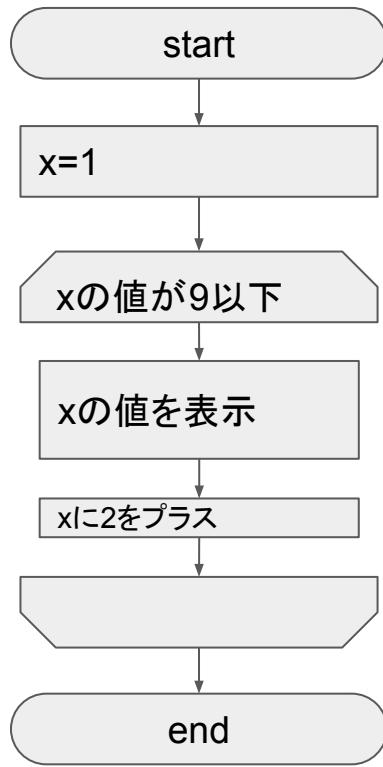 start
x=1
xの値が9以下
xの値を表示
xに2をプラス
end